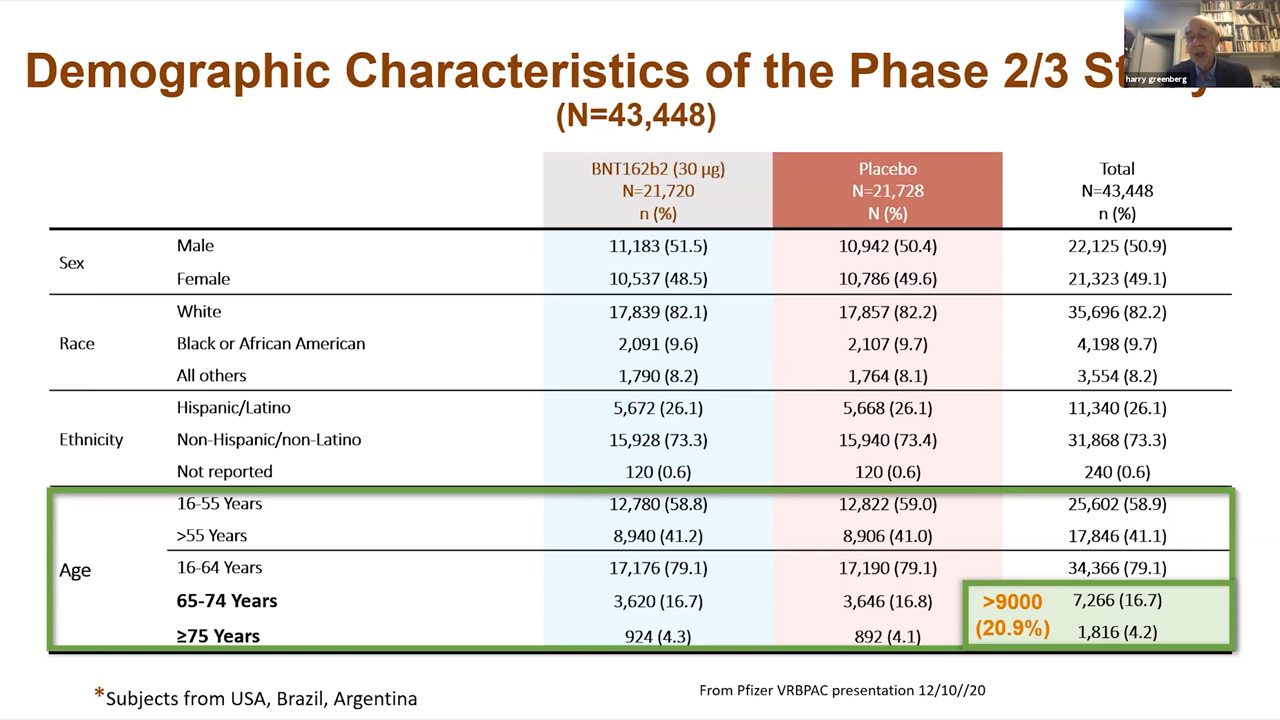 Demographic Characteristics of the Phase 2/3 St
(N=43,448)
harry greenberg
BNT162b2 (30 µg) Placebo Total
N=21,720 N=21,728 N=43,448
n (%) N (%) n (%)
Sex
Male 11,183 (51.5) 10,942 (50.4) 22,125 (50.9)
Female 10,537 (48.5) 10,786 (49.6) 21,323 (49.1)
Race
White 17,839 (82.1) 17,857 (82.2) 35,696 (82.2)
Black or African American 2,091 (9.6) 2,107 (9.7) 4,198 (9.7)
All others 1,790 (8.2) 1,764 (8.1) 3,554 (8.2)
Ethnicity
Hispanic/Latino 5,672 (26.1) 5,668 (26.1) 11,340 (26.1)
Non-Hispanic/non-Latino 15,928 (73.3) 15,940 (73.4) 31,868 (73.3)
Not reported 120 (0.6) 120 (0.6) 240 (0.6)
Age
16-55 Years 12,780 (58.8) 12,822 (59.0) 25,602 (58.9)
>55 Years 8,940 (41.2) 8,906 (41.0) 17,846 (41.1)
16-64 Years 17,176 (79.1) 17,190 (79.1) 34,366 (79.1)
65-74 Years 3,620 (16.7) 3,646 (16.8) >9000 7,266 (16.7)
≥75 Years 924 (4.3) 892 (4.1) (20.9%) 1,816 (4.2)
*Subjects from USA, Brazil, Argentina
From Pfizer VRBPAC presentation 12/10//20